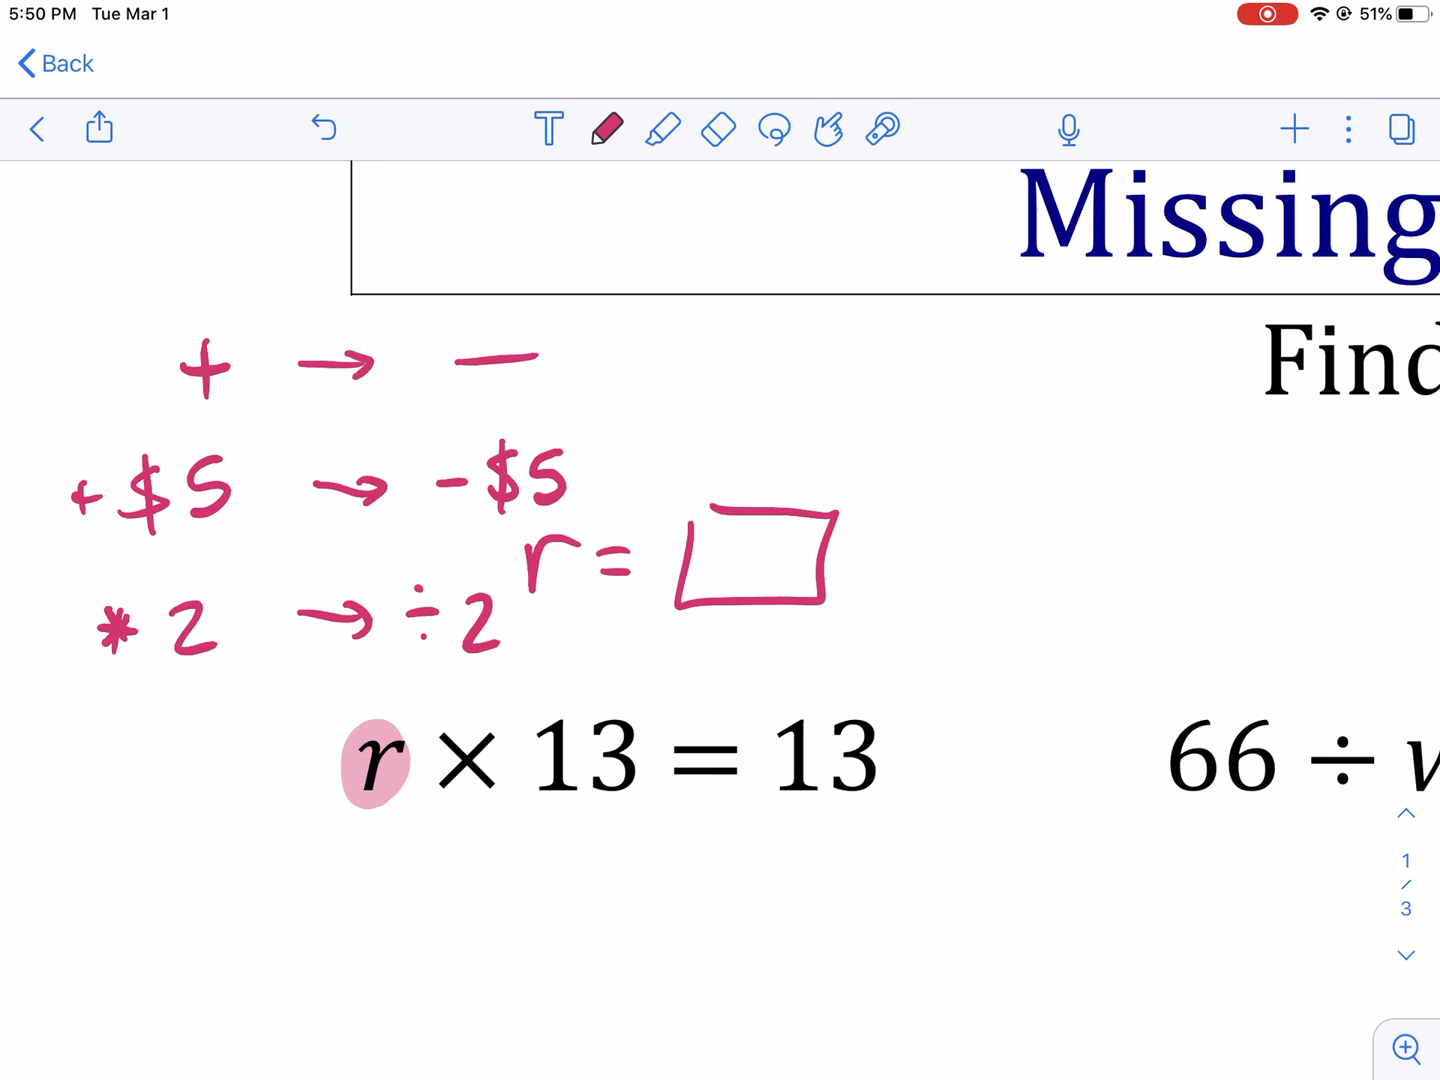 5:50 PM Tue Mar 1
51%
Back
Missing
Find
+ → −
+$5 → -$5
r =
* 2 → ÷ 2
r × 13 = 13
66 ÷
1
/
3